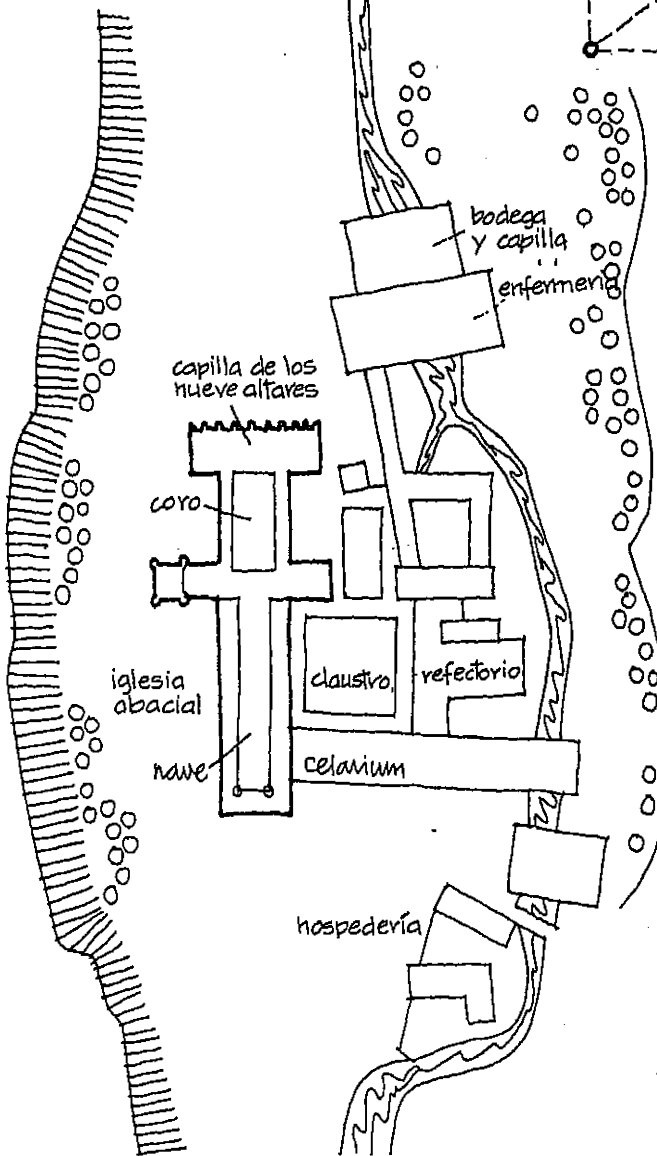 bodega
y capilla
enfermería
capilla de los
nueve altares
coro
iglesia
abacial
claustro
refectorio
nave
celarium
hospedería